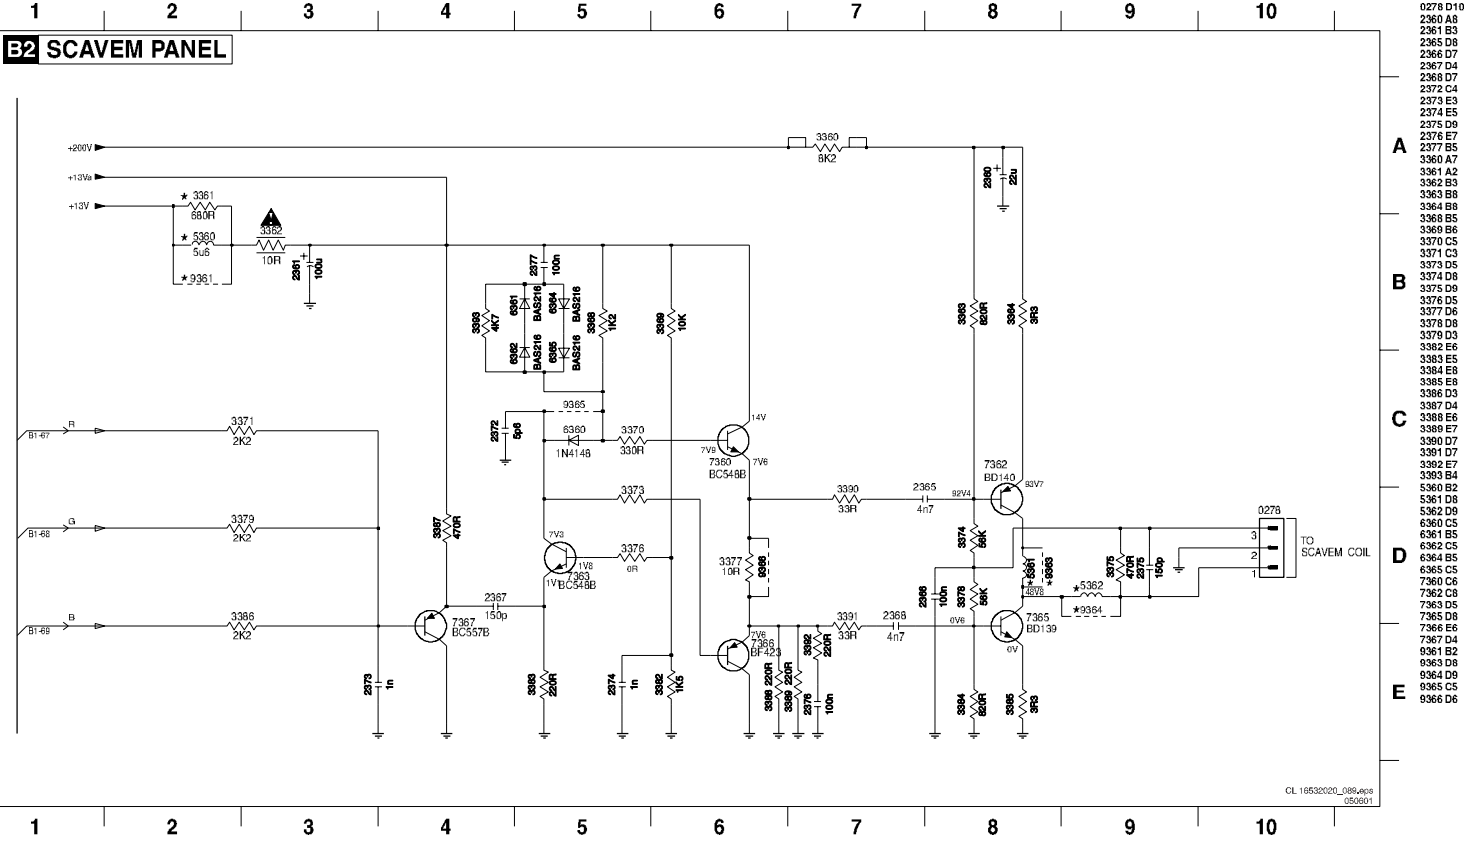 1 2 3 4 5 6 7 8 9 10
B2 SCAVEM PANEL
A
B
C
D
E
+200V
+13Va
+13V
3360
8K2
2360
22u
+
* 3361
680R
* 5360
5u6
* 9361
3362
10R
2361
100u
+
2377
100n
3393
4K7
6361
BAS216
6364
BAS216
6362
BAS216
6365
BAS216
3368
1K2
3369
10K
3363
820R
3364
3R3
R
B1-67
3371
2K2
2372
5p6
9365
6360
1N4148
3370
330R
14V
7V9
7V6
7360
BC548B
7362
BD140
93V7
92V4
3373
3390
33R
2365
4n7
G
B1-68
3379
2K2
3387
470R
7V3
1V8
1V1
7363
BC548B
3376
0R
3377
10R
9366
3374
56K
5361
*
*9363
48V8
3375
470R
2375
150p
0278
3
2
1
TO
SCAVEM COIL
* 5362
*9364
2367
150p
2366
100n
3378
56K
B
B1-69
3386
2K2
7367
BC557B
7V6
7366
BF423
3391
33R
2368
4n7
0V6
7365
BD139
0V
2373
1n
3383
220R
2374
1n
3382
1K5
3388
220R
3389
220R
3392
220R
2376
100n
3384
820R
3385
3R3
CL 16532020_089.eps
050601
1 2 3 4 5 6 7 8 9 10
0278 D10
2360 A8
2361 B3
2365 D8
2366 D7
2367 D4
2368 D7
2372 C4
2373 E3
2374 E5
2375 D9
2376 E7
2377 B5
3360 A7
3361 A2
3362 B3
3363 B8
3364 B8
3368 B5
3369 B6
3370 C5
3371 C3
3373 D5
3374 D8
3375 D9
3376 D5
3377 D6
3378 D8
3379 D3
3382 E6
3383 E5
3384 E8
3385 E8
3386 D3
3387 D4
3388 E6
3389 E7
3390 D7
3391 D7
3392 E7
3393 B4
5360 B2
5361 D8
5362 D9
6360 C5
6361 B5
6362 C5
6364 B5
6365 C5
7360 C6
7362 C8
7363 D5
7365 D8
7366 E6
7367 D4
9361 B2
9363 D8
9364 D9
9365 C5
9366 D6